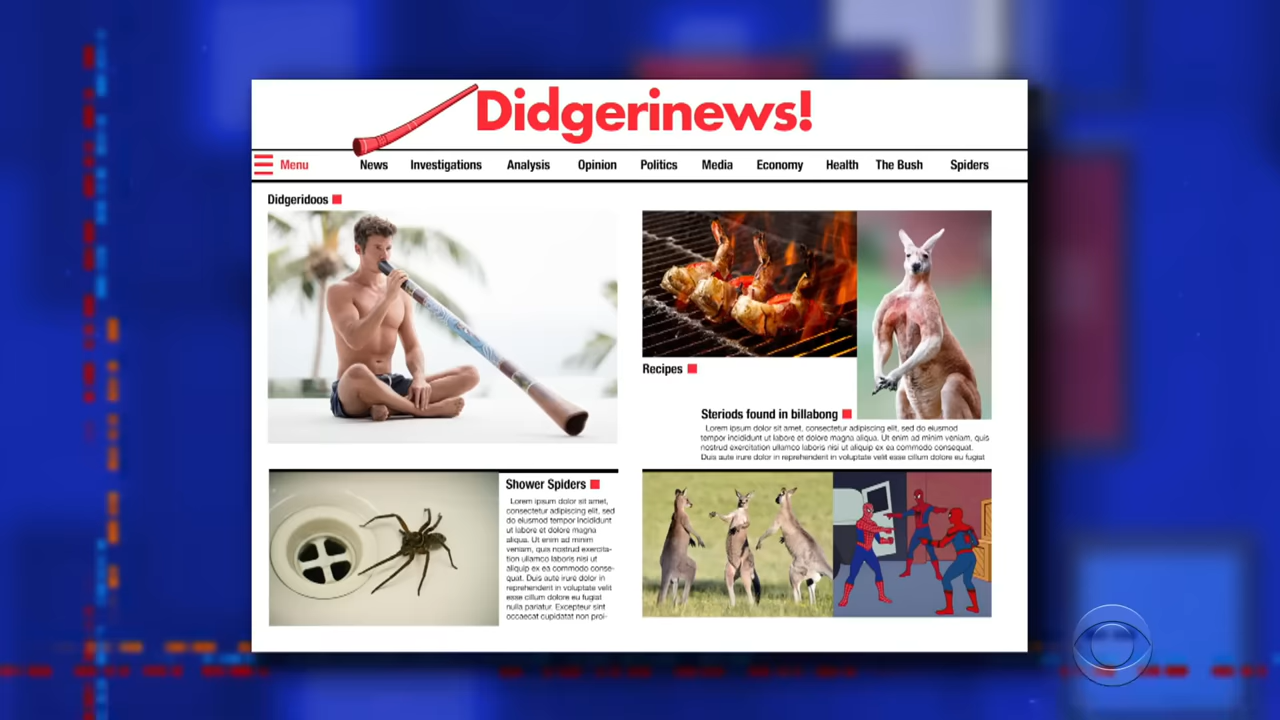 Didgerinews!
Menu News Investigations Analysis Opinion Politics Media Economy Health The Bush Spiders
Didgeridoos
Recipes
Steriods found in billabong
Lorem ipsum dolor sit amet, consectetur adipiscing elit, sed do eiusmod
tempor incididunt ut labore et dolore magna aliqua. Ut enim ad minim veniam, quis
nostrud exercitation ullamco laboris nisi ut aliquip ex ea commodo consequat.
Duis aute irure dolor in reprehenderit in voluptate velit esse cillum dolore eu fugiat
Shower Spiders
Lorem ipsum dolor sit amet,
consectetur adipiscing elit, sed
do eiusmod tempor incididunt
ut labore et dolore magna
aliqua. Ut enim ad minim
veniam, quis nostrud exercita-
tion ullamco laboris nisi ut
aliquip ex ea commodo conse-
quat. Duis aute irure dolor in
reprehenderit in voluptate velit
esse cillum dolore eu fugiat
nulla pariatur. Excepteur sint
occaecat cupidatat non proi-